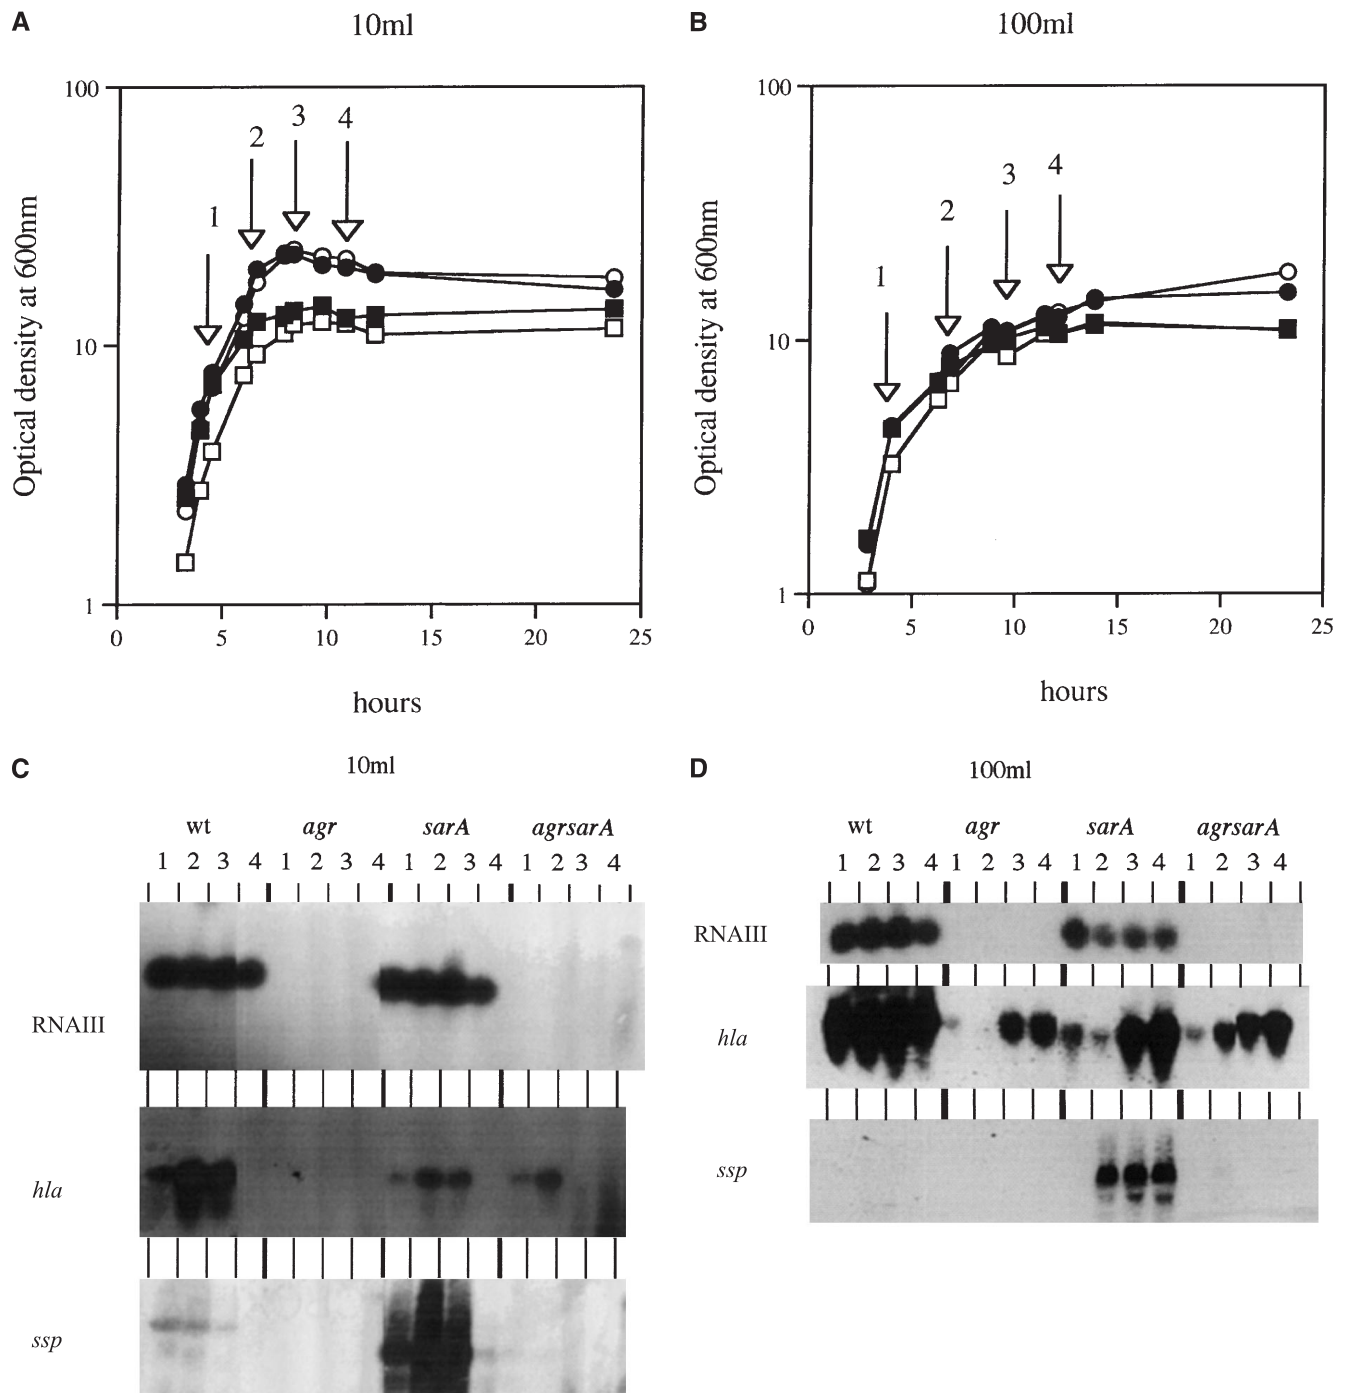 A
10ml
100
10
1
Optical density at 600nm
1
2
3
4
0
5
10
15
20
25
hours
B
100ml
100
10
1
Optical density at 600nm
1
2
3
4
0
5
10
15
20
25
hours
C
10ml
wt agr sarA agrsarA
1 2 3 4 1 2 3 4 1 2 3 4 1 2 3 4
RNAIII
hla
ssp
D
100ml
wt agr sarA agrsarA
1 2 3 4 1 2 3 4 1 2 3 4 1 2 3 4
RNAIII
hla
ssp